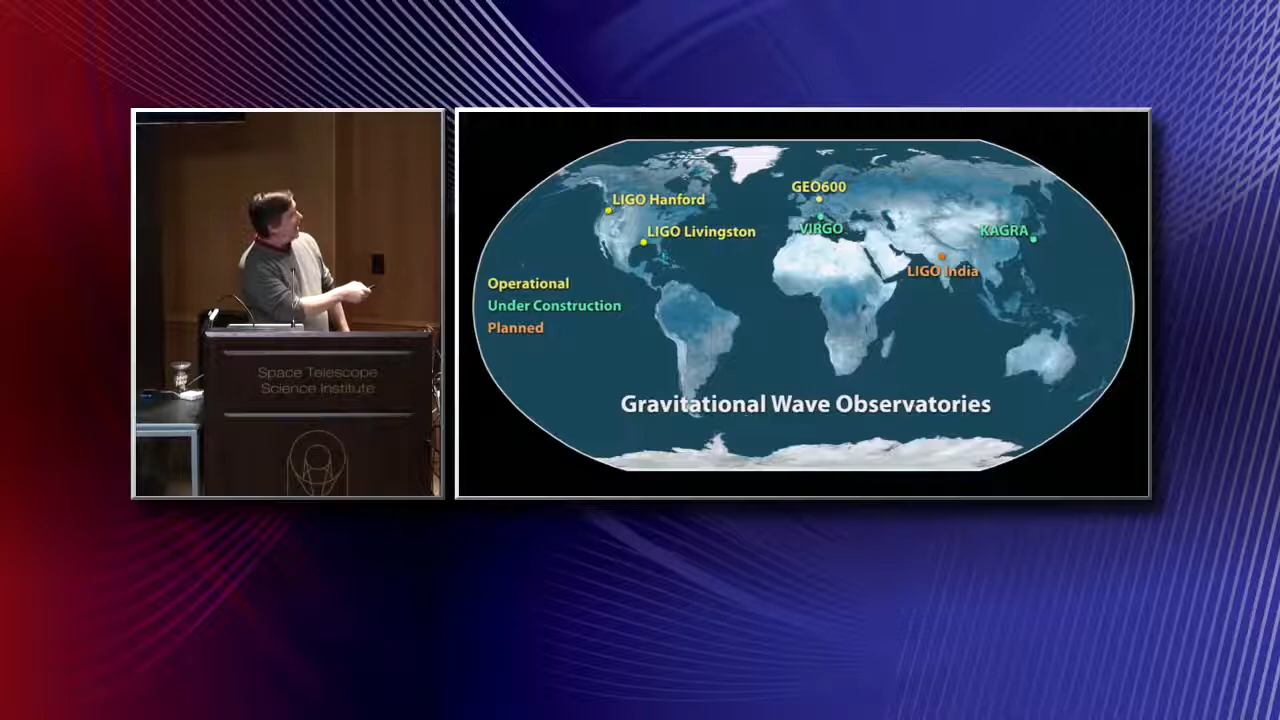 Space Telescope
Science Institute
LIGO Hanford
GEO600
LIGO Livingston
VIRGO
KAGRA
LIGO India
Operational
Under Construction
Planned
Gravitational Wave Observatories